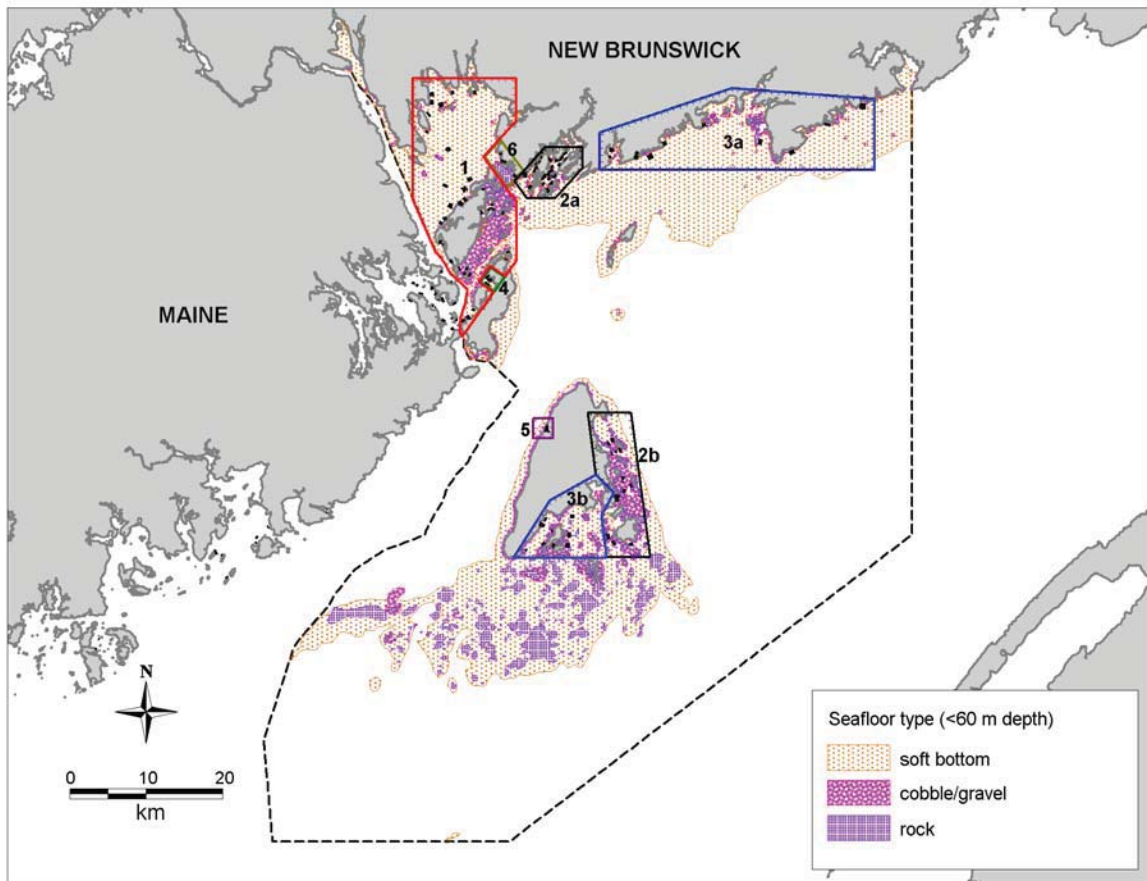 NEW BRUNSWICK
MAINE
1
6
2a
3a
4
5
2b
3b
N
0 10 20
km
Seafloor type (<60 m depth)
soft bottom
cobble/gravel
rock